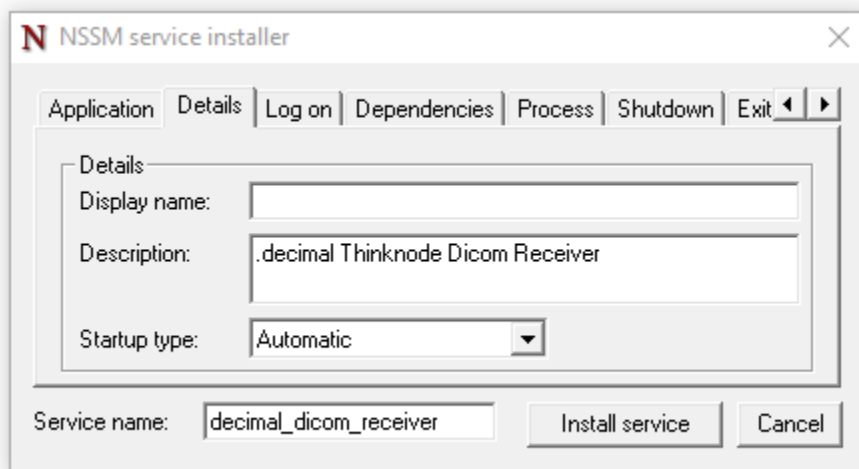 N NSSM service installer
Application Details Log on Dependencies Process Shutdown Exit
Details
Display name:
Description: .decimal Thinknode Dicom Receiver
Startup type: Automatic
Service name: decimal_dicom_receiver Install service Cancel